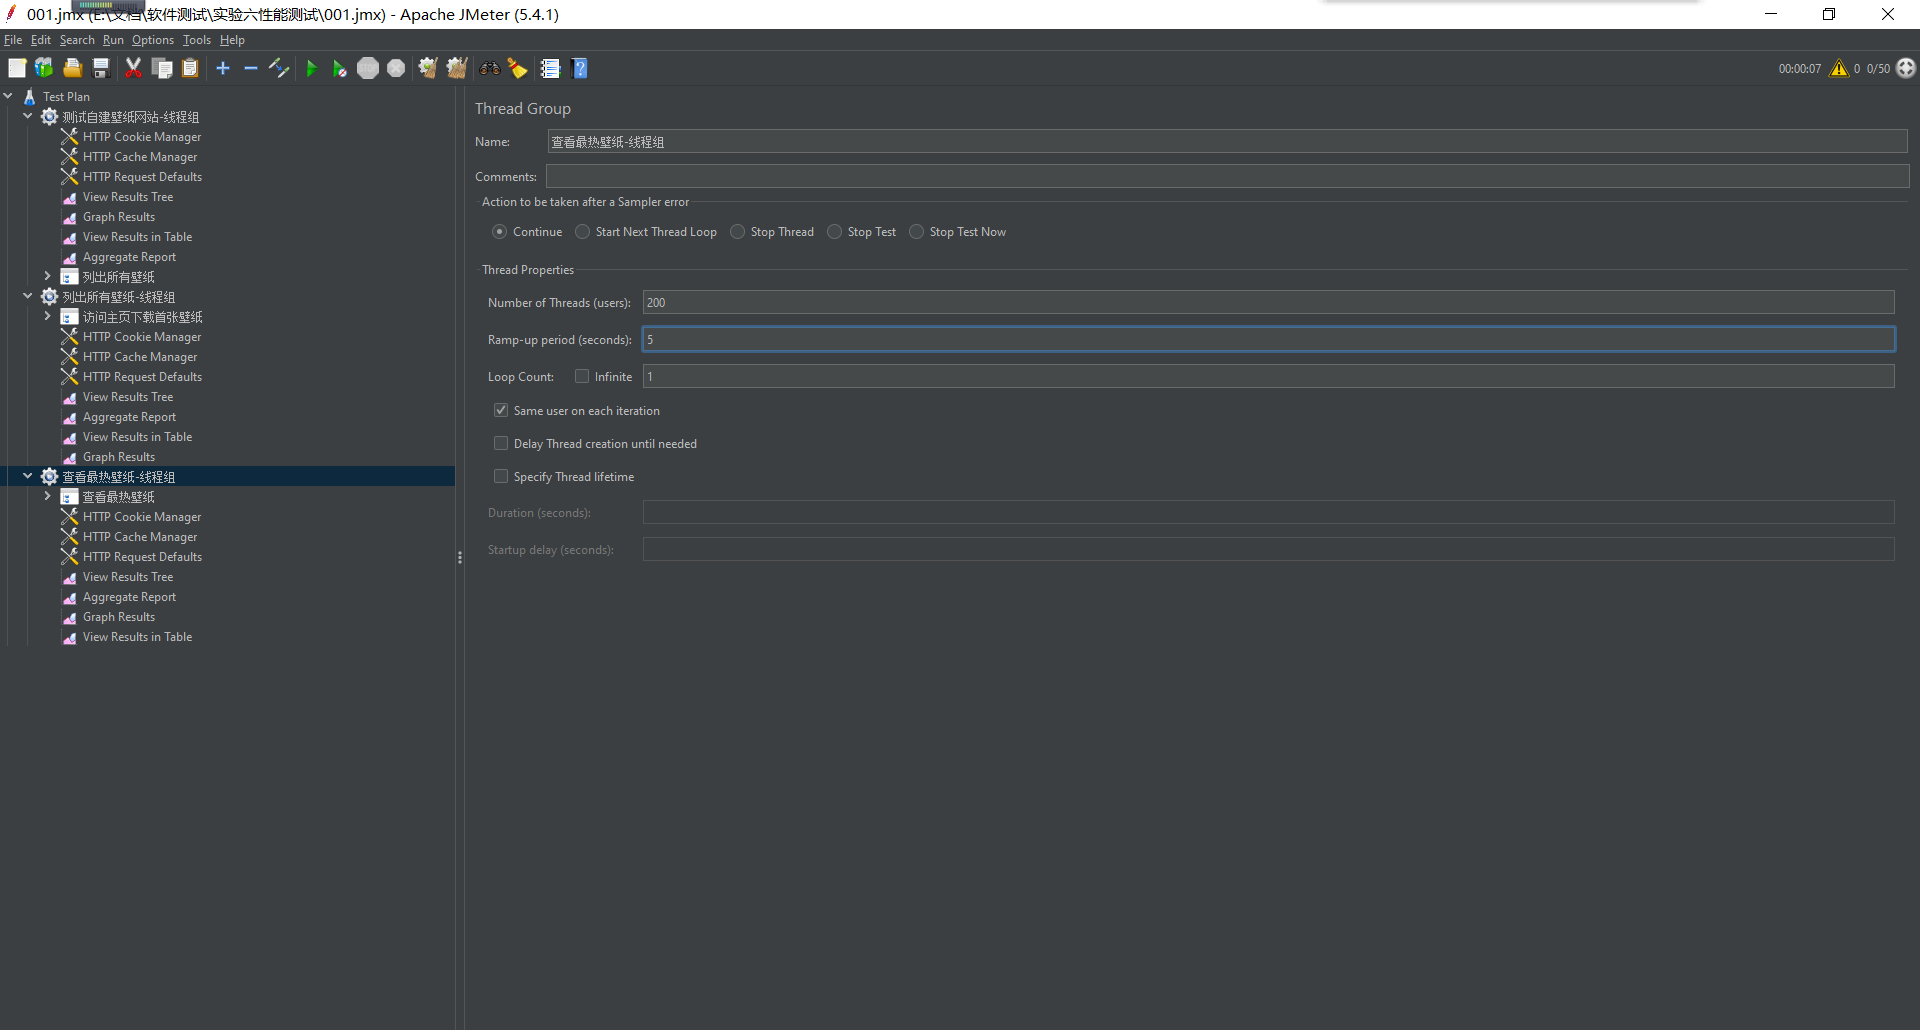 001.jmx (E:\文档\软件测试\实验六性能测试\001.jmx) - Apache JMeter (5.4.1)
File Edit Search Run Options Tools Help
00:00:07 0 0/50
Test Plan
测试自建壁纸网站-线程组
HTTP Cookie Manager
HTTP Cache Manager
HTTP Request Defaults
View Results Tree
Graph Results
View Results in Table
Aggregate Report
列出所有壁纸
列出所有壁纸-线程组
访问主页下载首张壁纸
HTTP Cookie Manager
HTTP Cache Manager
HTTP Request Defaults
View Results Tree
Aggregate Report
View Results in Table
Graph Results
查看最热壁纸-线程组
查看最热壁纸
HTTP Cookie Manager
HTTP Cache Manager
HTTP Request Defaults
View Results Tree
Aggregate Report
Graph Results
View Results in Table
Thread Group
Name: 查看最热壁纸-线程组
Comments:
Action to be taken after a Sampler error
Continue Start Next Thread Loop Stop Thread Stop Test Stop Test Now
Thread Properties
Number of Threads (users): 200
Ramp-up period (seconds): 5
Loop Count: Infinite 1
Same user on each iteration
Delay Thread creation until needed
Specify Thread lifetime
Duration (seconds):
Startup delay (seconds):